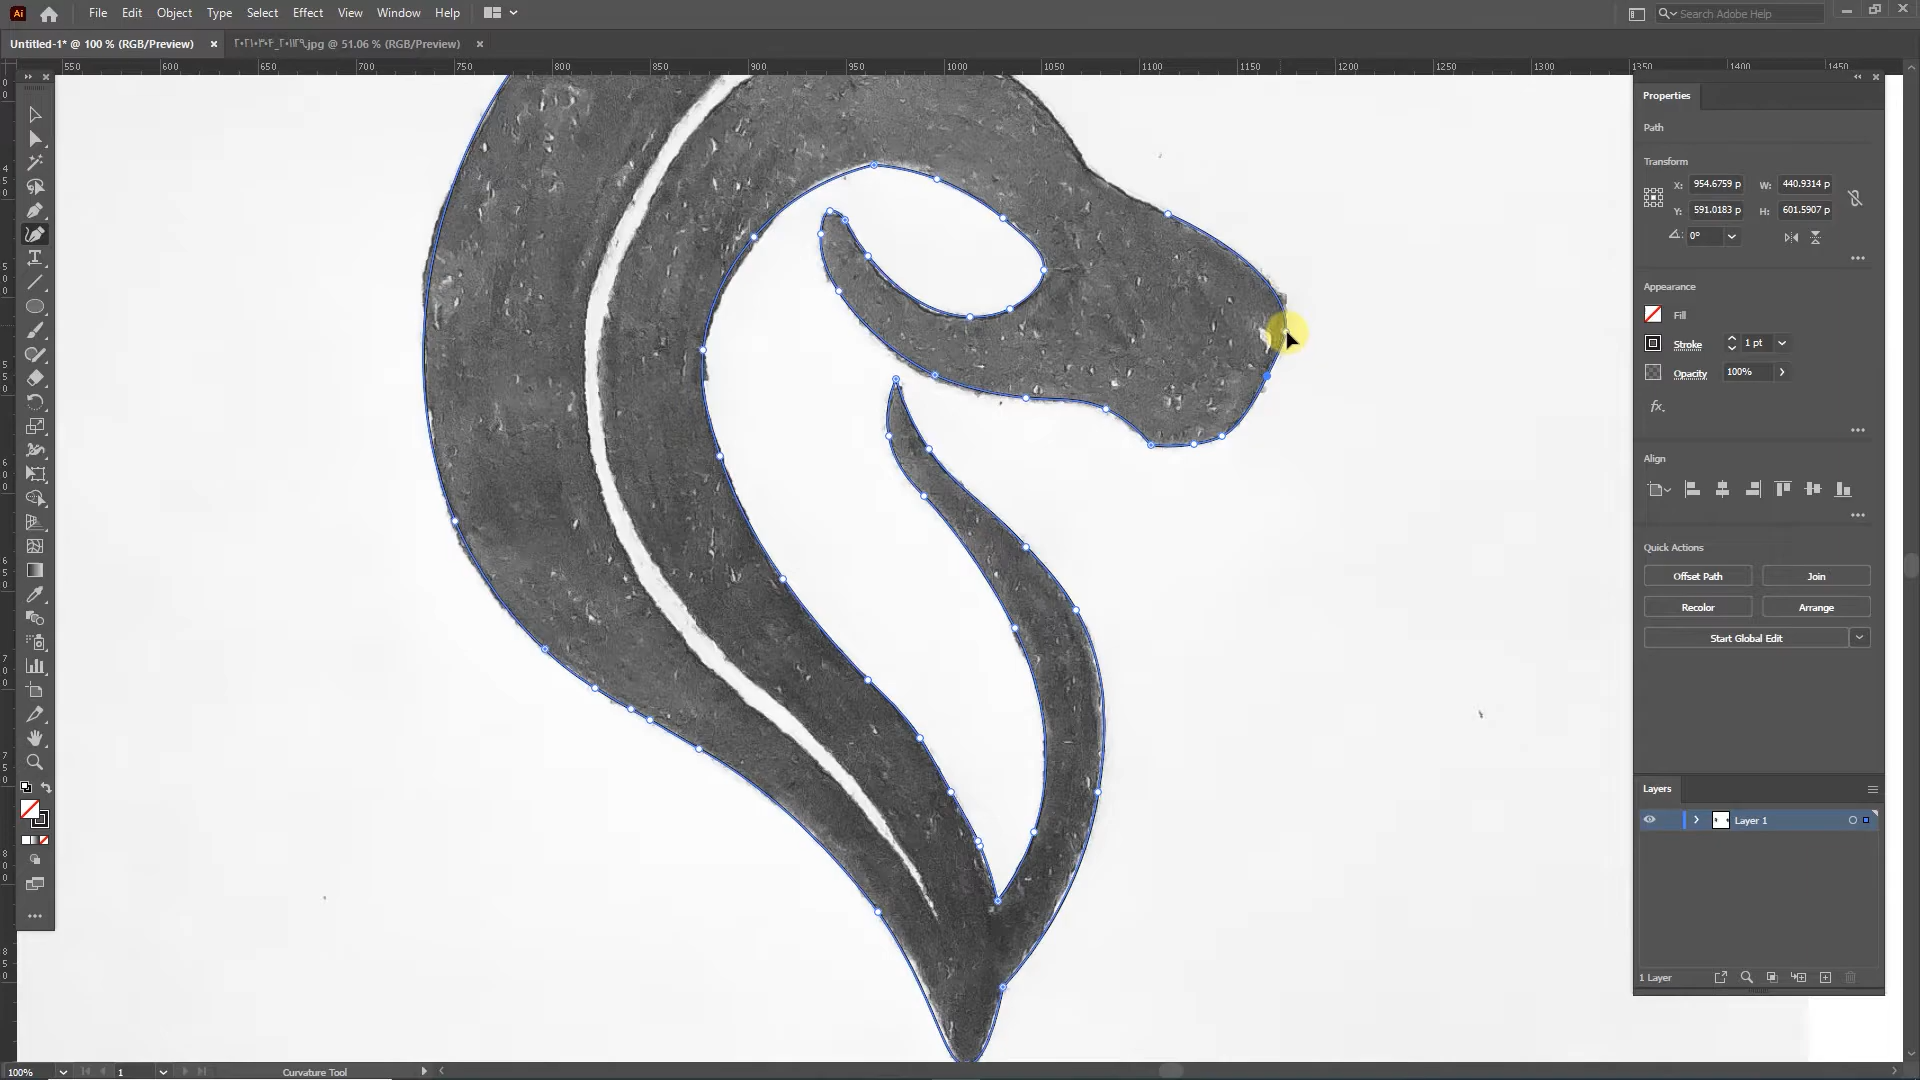 Ai File Edit Object Type Select Effect View Window Help Search Adobe Help
Untitled-1* @ 100 % (RGB/Preview) × ۲۰۲۱۰۳۰۴_۲۰۱۱۲۹.jpg @ 51.06 % (RGB/Preview) ×
550 600 650 700 750 800 850 900 950 1000 1050 1100 1150 1200 1250 1300 1350 1400 1450
Properties
Path
Transform
X: 954.6759 p W: 440.9314 p
Y: 591.0183 p H: 601.5907 p
0°
Appearance
Fill
Stroke 1 pt
Opacity 100%
fx.
Align
Quick Actions
Offset Path Join
Recolor Arrange
Start Global Edit
Layers
Layer 1
1 Layer
100% 1 Curvature Tool